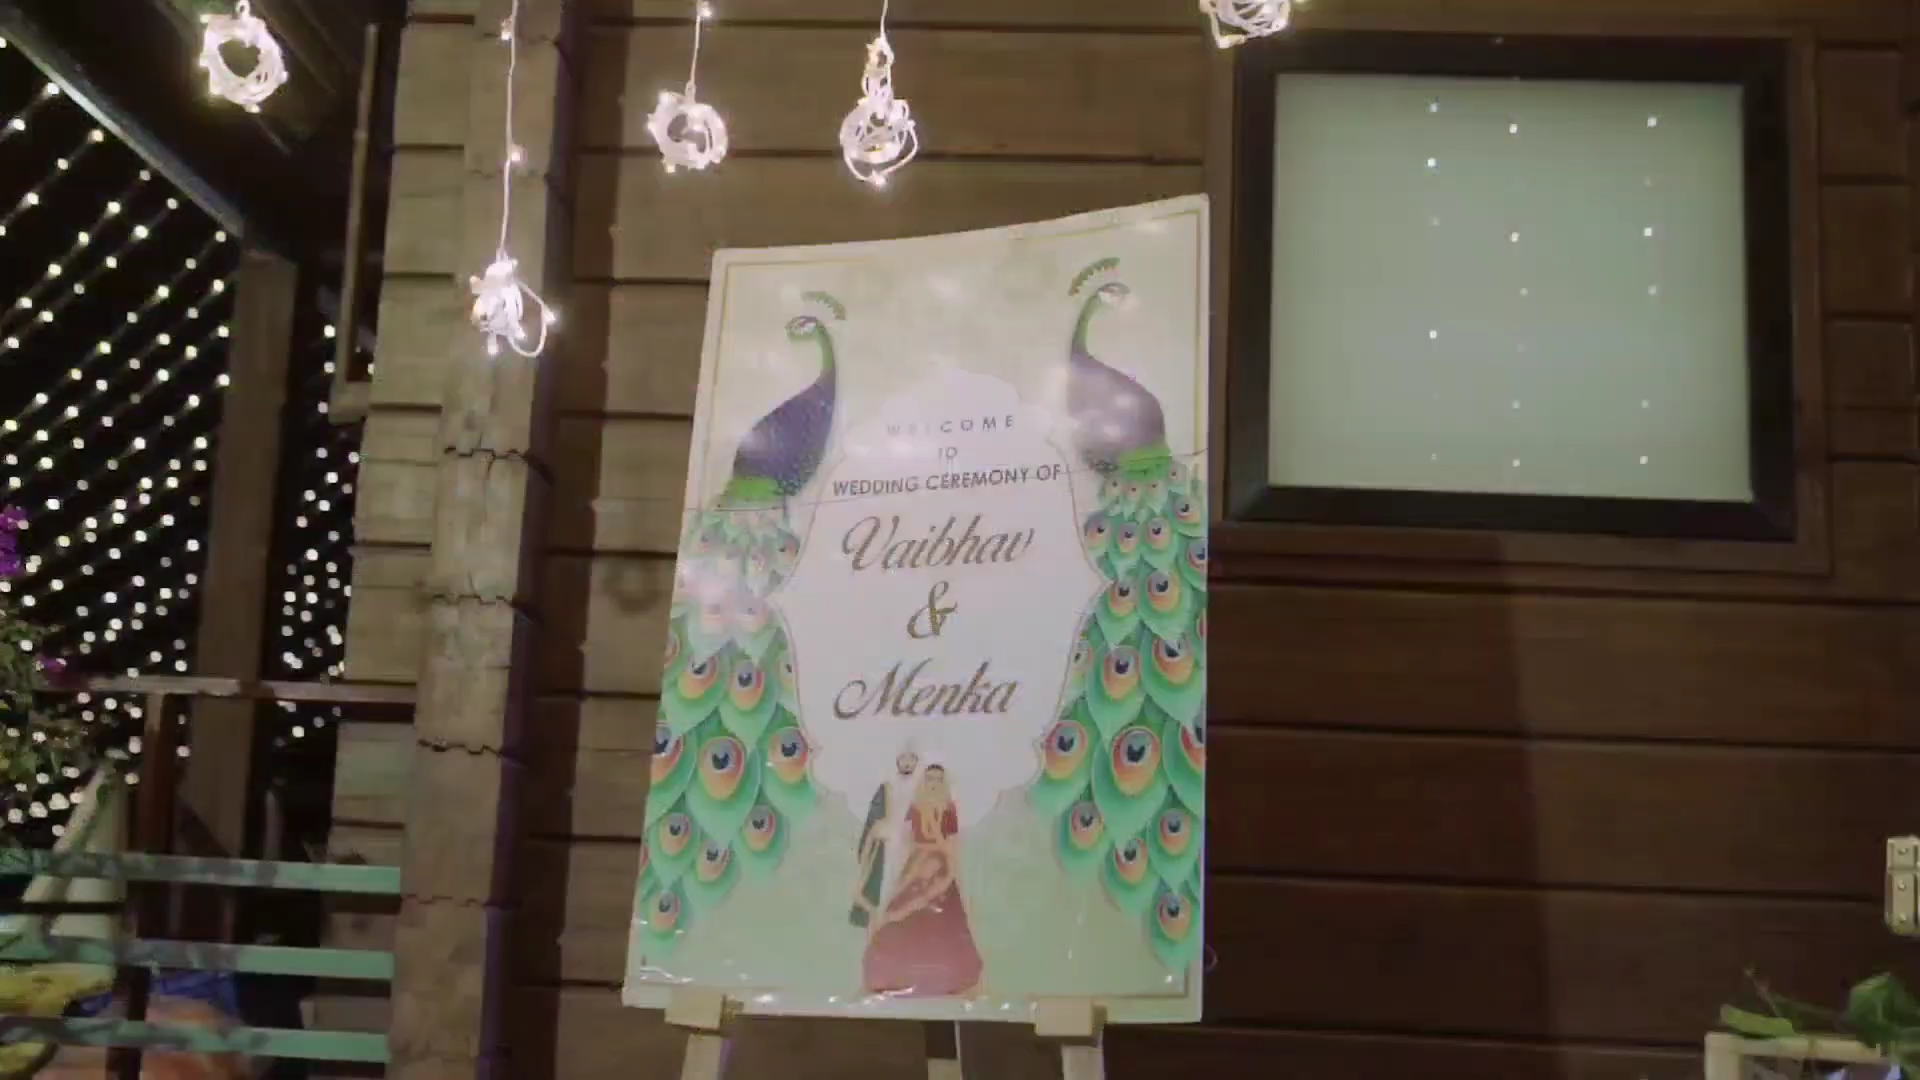 WELCOME
TO
WEDDING CEREMONY OF
Vaibhav
&
Menka